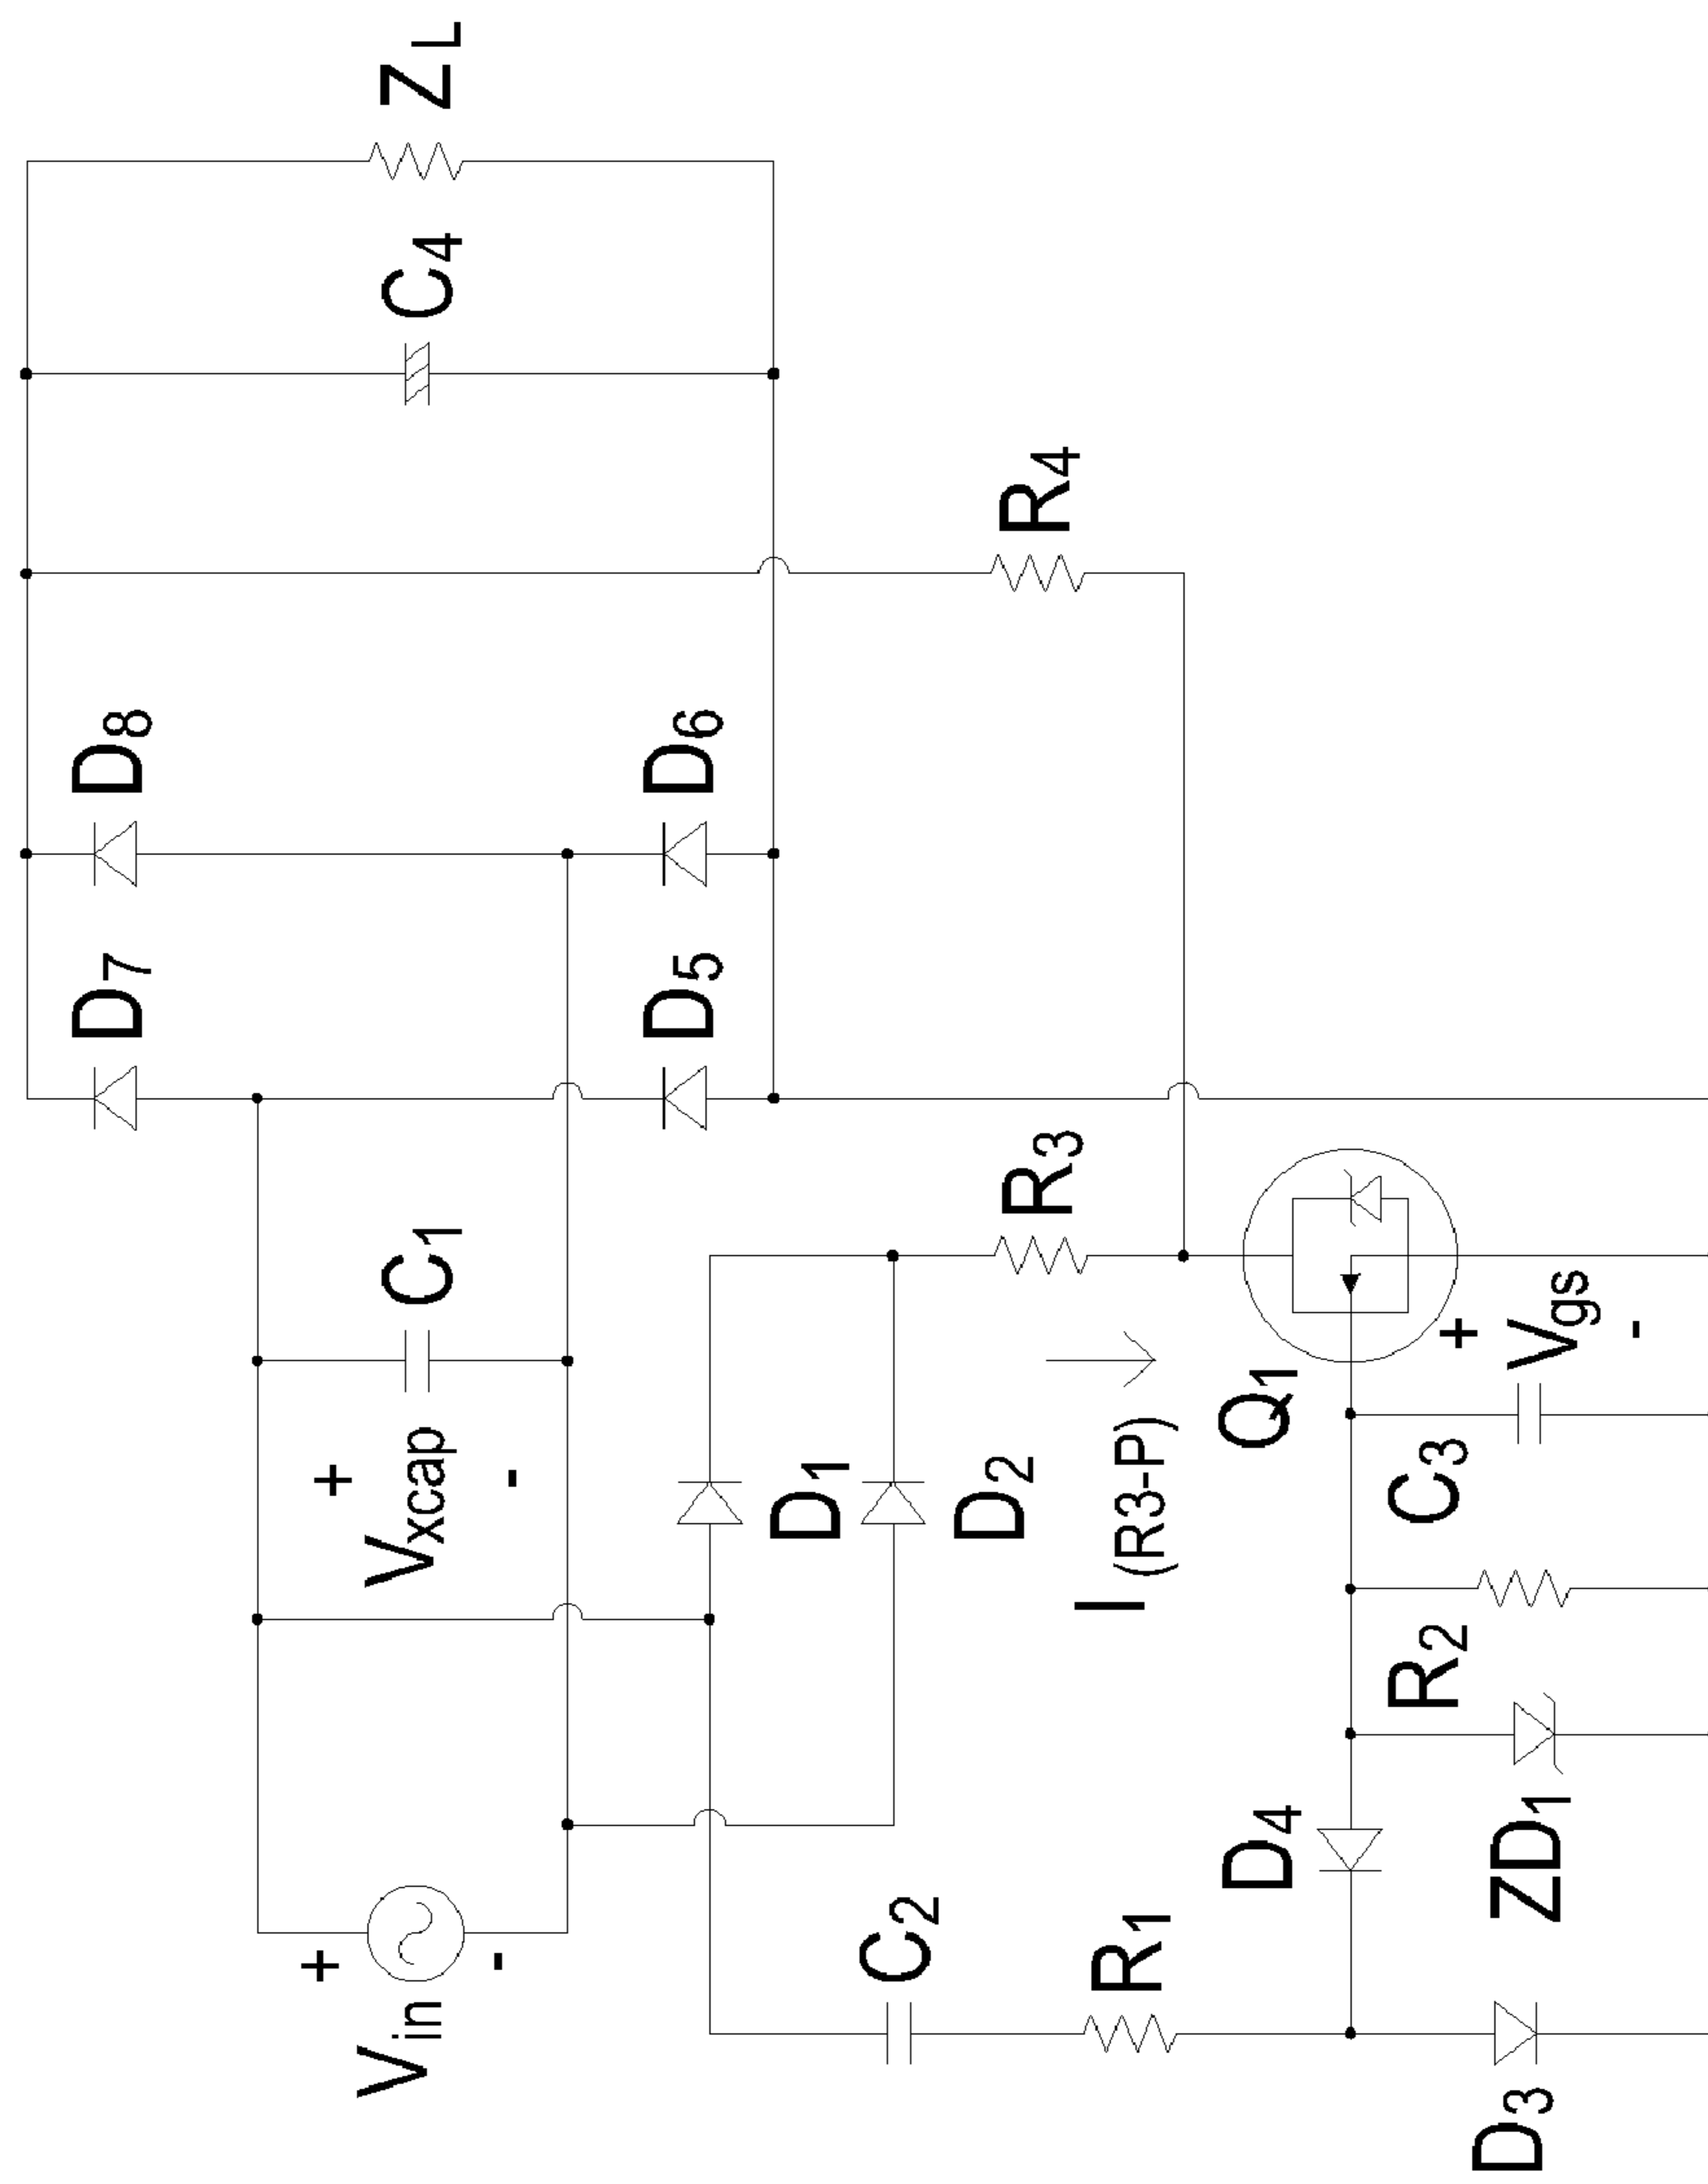 Vin
+
-
Vxcap
+
-
C1
D7
D8
D5
D6
C4
ZL
C2
R1
D1
D2
I(R3-P)
R3
R4
D3
D4
ZD1
R2
C3
Q1
+
Vgs
-